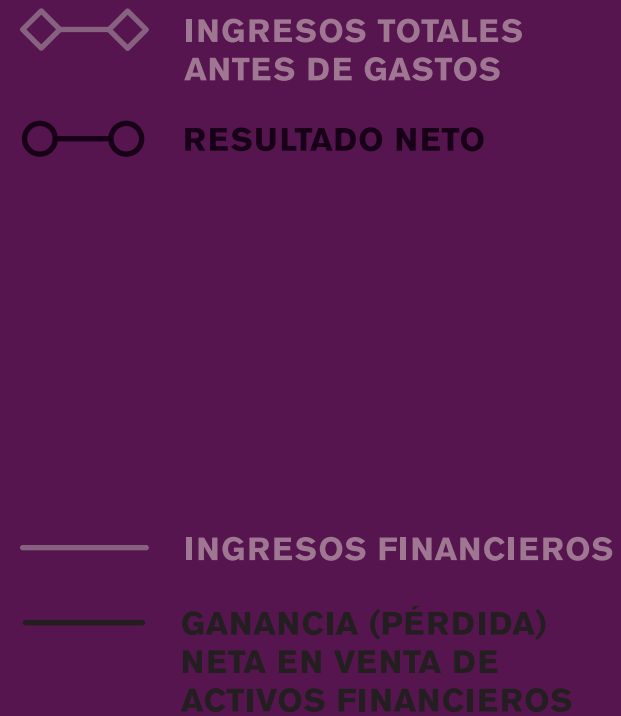 INGRESOS TOTALES
ANTES DE GASTOS
RESULTADO NETO
INGRESOS FINANCIEROS
GANANCIA (PÉRDIDA)
NETA EN VENTA DE
ACTIVOS FINANCIEROS